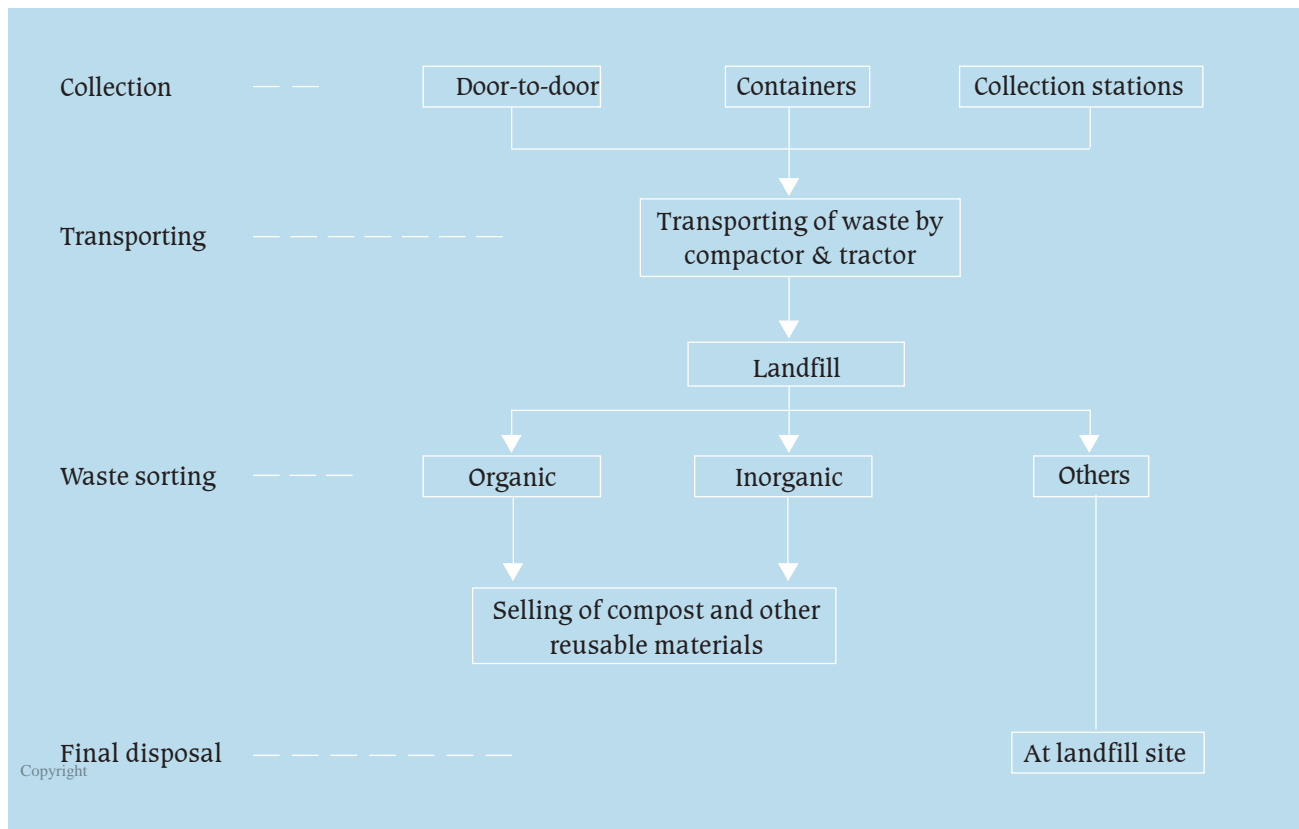 Collection
Door-to-door
Containers
Collection stations
Transporting
Transporting of waste by
compactor & tractor
Landfill
Waste sorting
Organic
Inorganic
Others
Selling of compost and other
reusable materials
Final disposal
At landfill site
Copyright